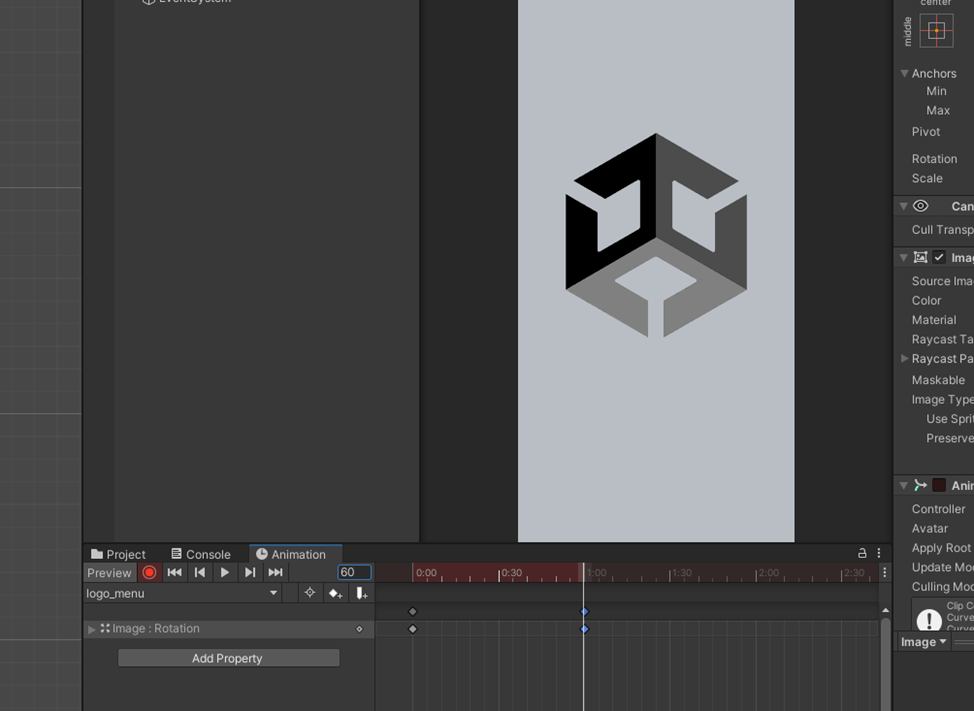 EventSystem
center
middle
Anchors
Min
Max
Pivot
Rotation
Scale
Can
Cull Transp
Imag
Source Ima
Color
Material
Raycast Ta
Raycast Pa
Maskable
Image Type
Use Sprit
Preserve
Anim
Controller
Avatar
Apply Root
Update Mod
Culling Mod
Clip C
Curve
Curve
Image
Project
Console
Animation
Preview
60
0:00
0:30
1:00
1:30
2:00
2:30
logo_menu
Image : Rotation
Add Property